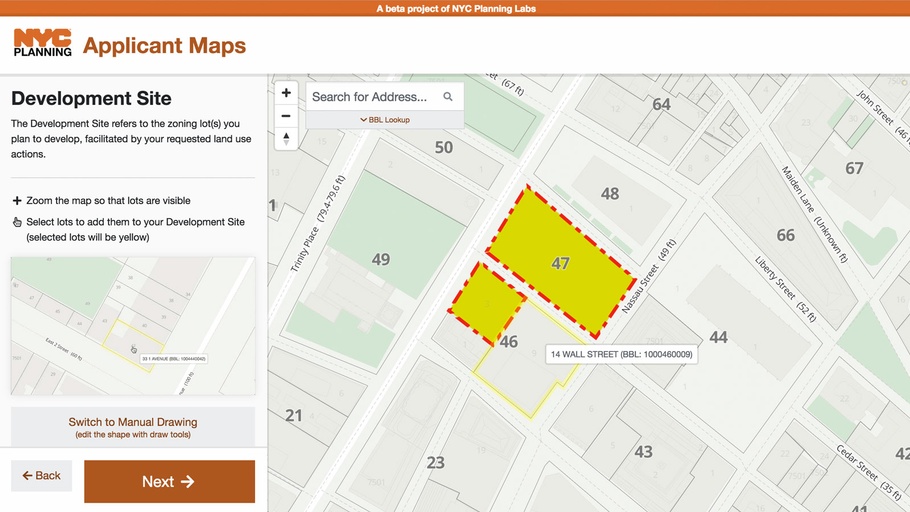 A beta project of NYC Planning Labs
NYC
PLANNING
Applicant Maps
Development Site
The Development Site refers to the zoning lot(s) you
plan to develop, facilitated by your requested land use
actions.
Zoom the map so that lots are visible
Select lots to add them to your Development Site
(selected lots will be yellow)
33 1 AVENUE (BBL: 1004440042)
Switch to Manual Drawing
(edit the shape with draw tools)
Back
Next
Search for Address...
BBL Lookup
(67 ft)
64
John Street (46
50
67
48
Maiden Lane (Unknown ft)
Trinity Place (79.4-79.6 ft)
66
49
47
Nassau Street (49 ft)
Liberty Street (52 ft)
46
44
14 WALL STREET (BBL: 1000460009)
21
43
42
23
7501
Cedar Street (35 ft)
41